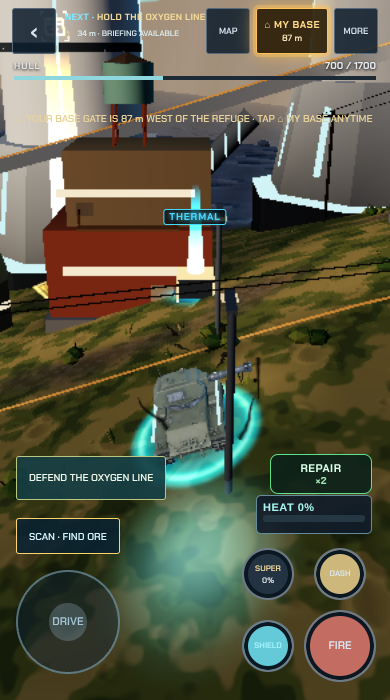 ‹
NEXT · HOLD THE OXYGEN LINE
34 m · BRIEFING AVAILABLE
MAP
⌂ MY BASE
87 m
MORE
HULL
700 / 1700
YOUR BASE GATE IS 87 m WEST OF THE REFUGE · TAP ⌂ MY BASE ANYTIME
THERMAL
DEFEND THE OXYGEN LINE
REPAIR
×2
HEAT 0%
SCAN · FIND ORE
SUPER
0%
DASH
DRIVE
SHIELD
FIRE